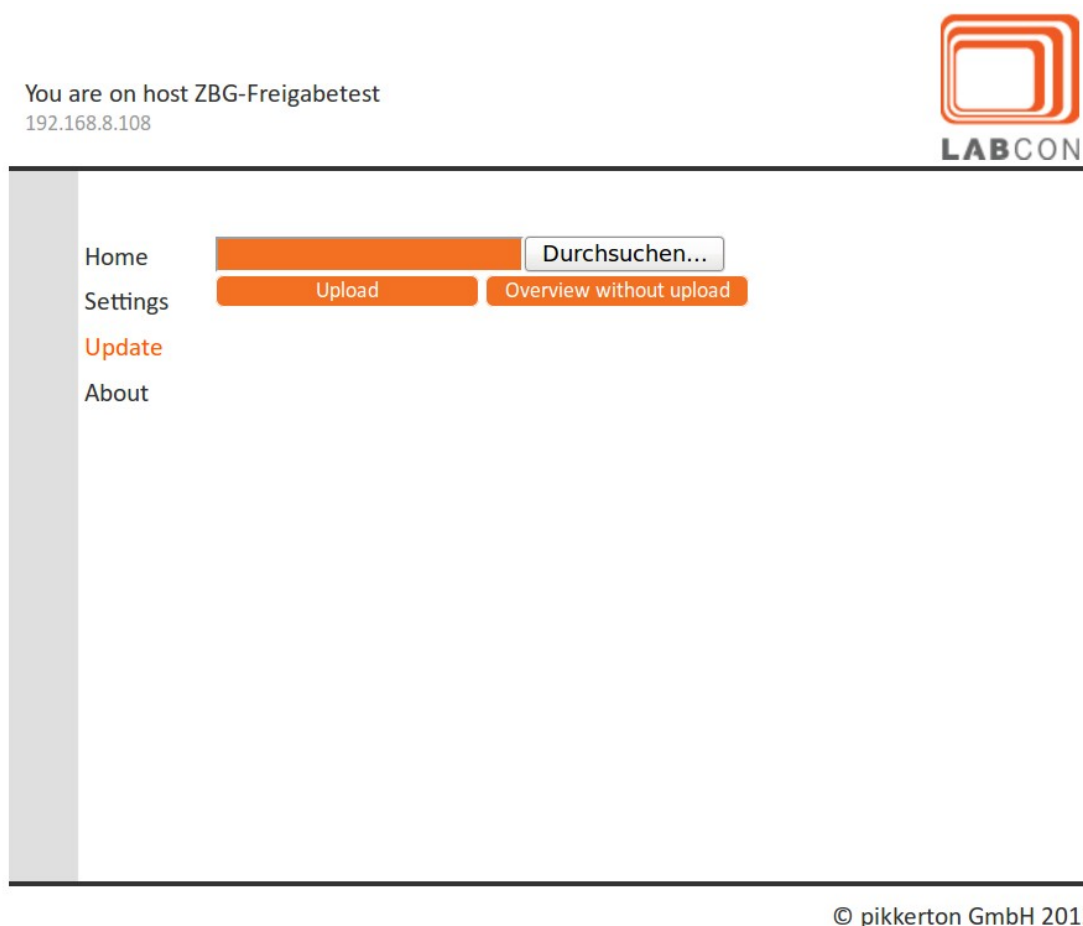 You are on host ZBG-Freigabetest
192.168.8.108
LABCON
Home
Settings
Update
About
Durchsuchen...
Upload
Overview without upload
© pikkerton GmbH 201